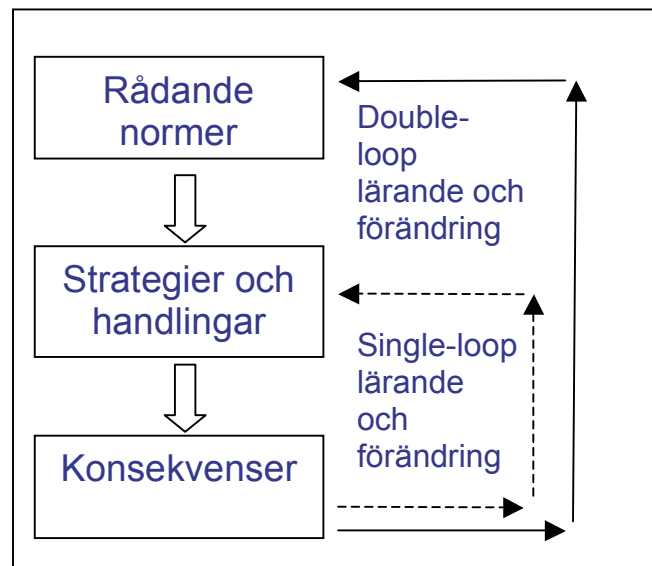 Rådande
normer
Double-
loop
lärande och
förändring
Strategier och
handlingar
Single-loop
lärande
och
förändring
Konsekvenser